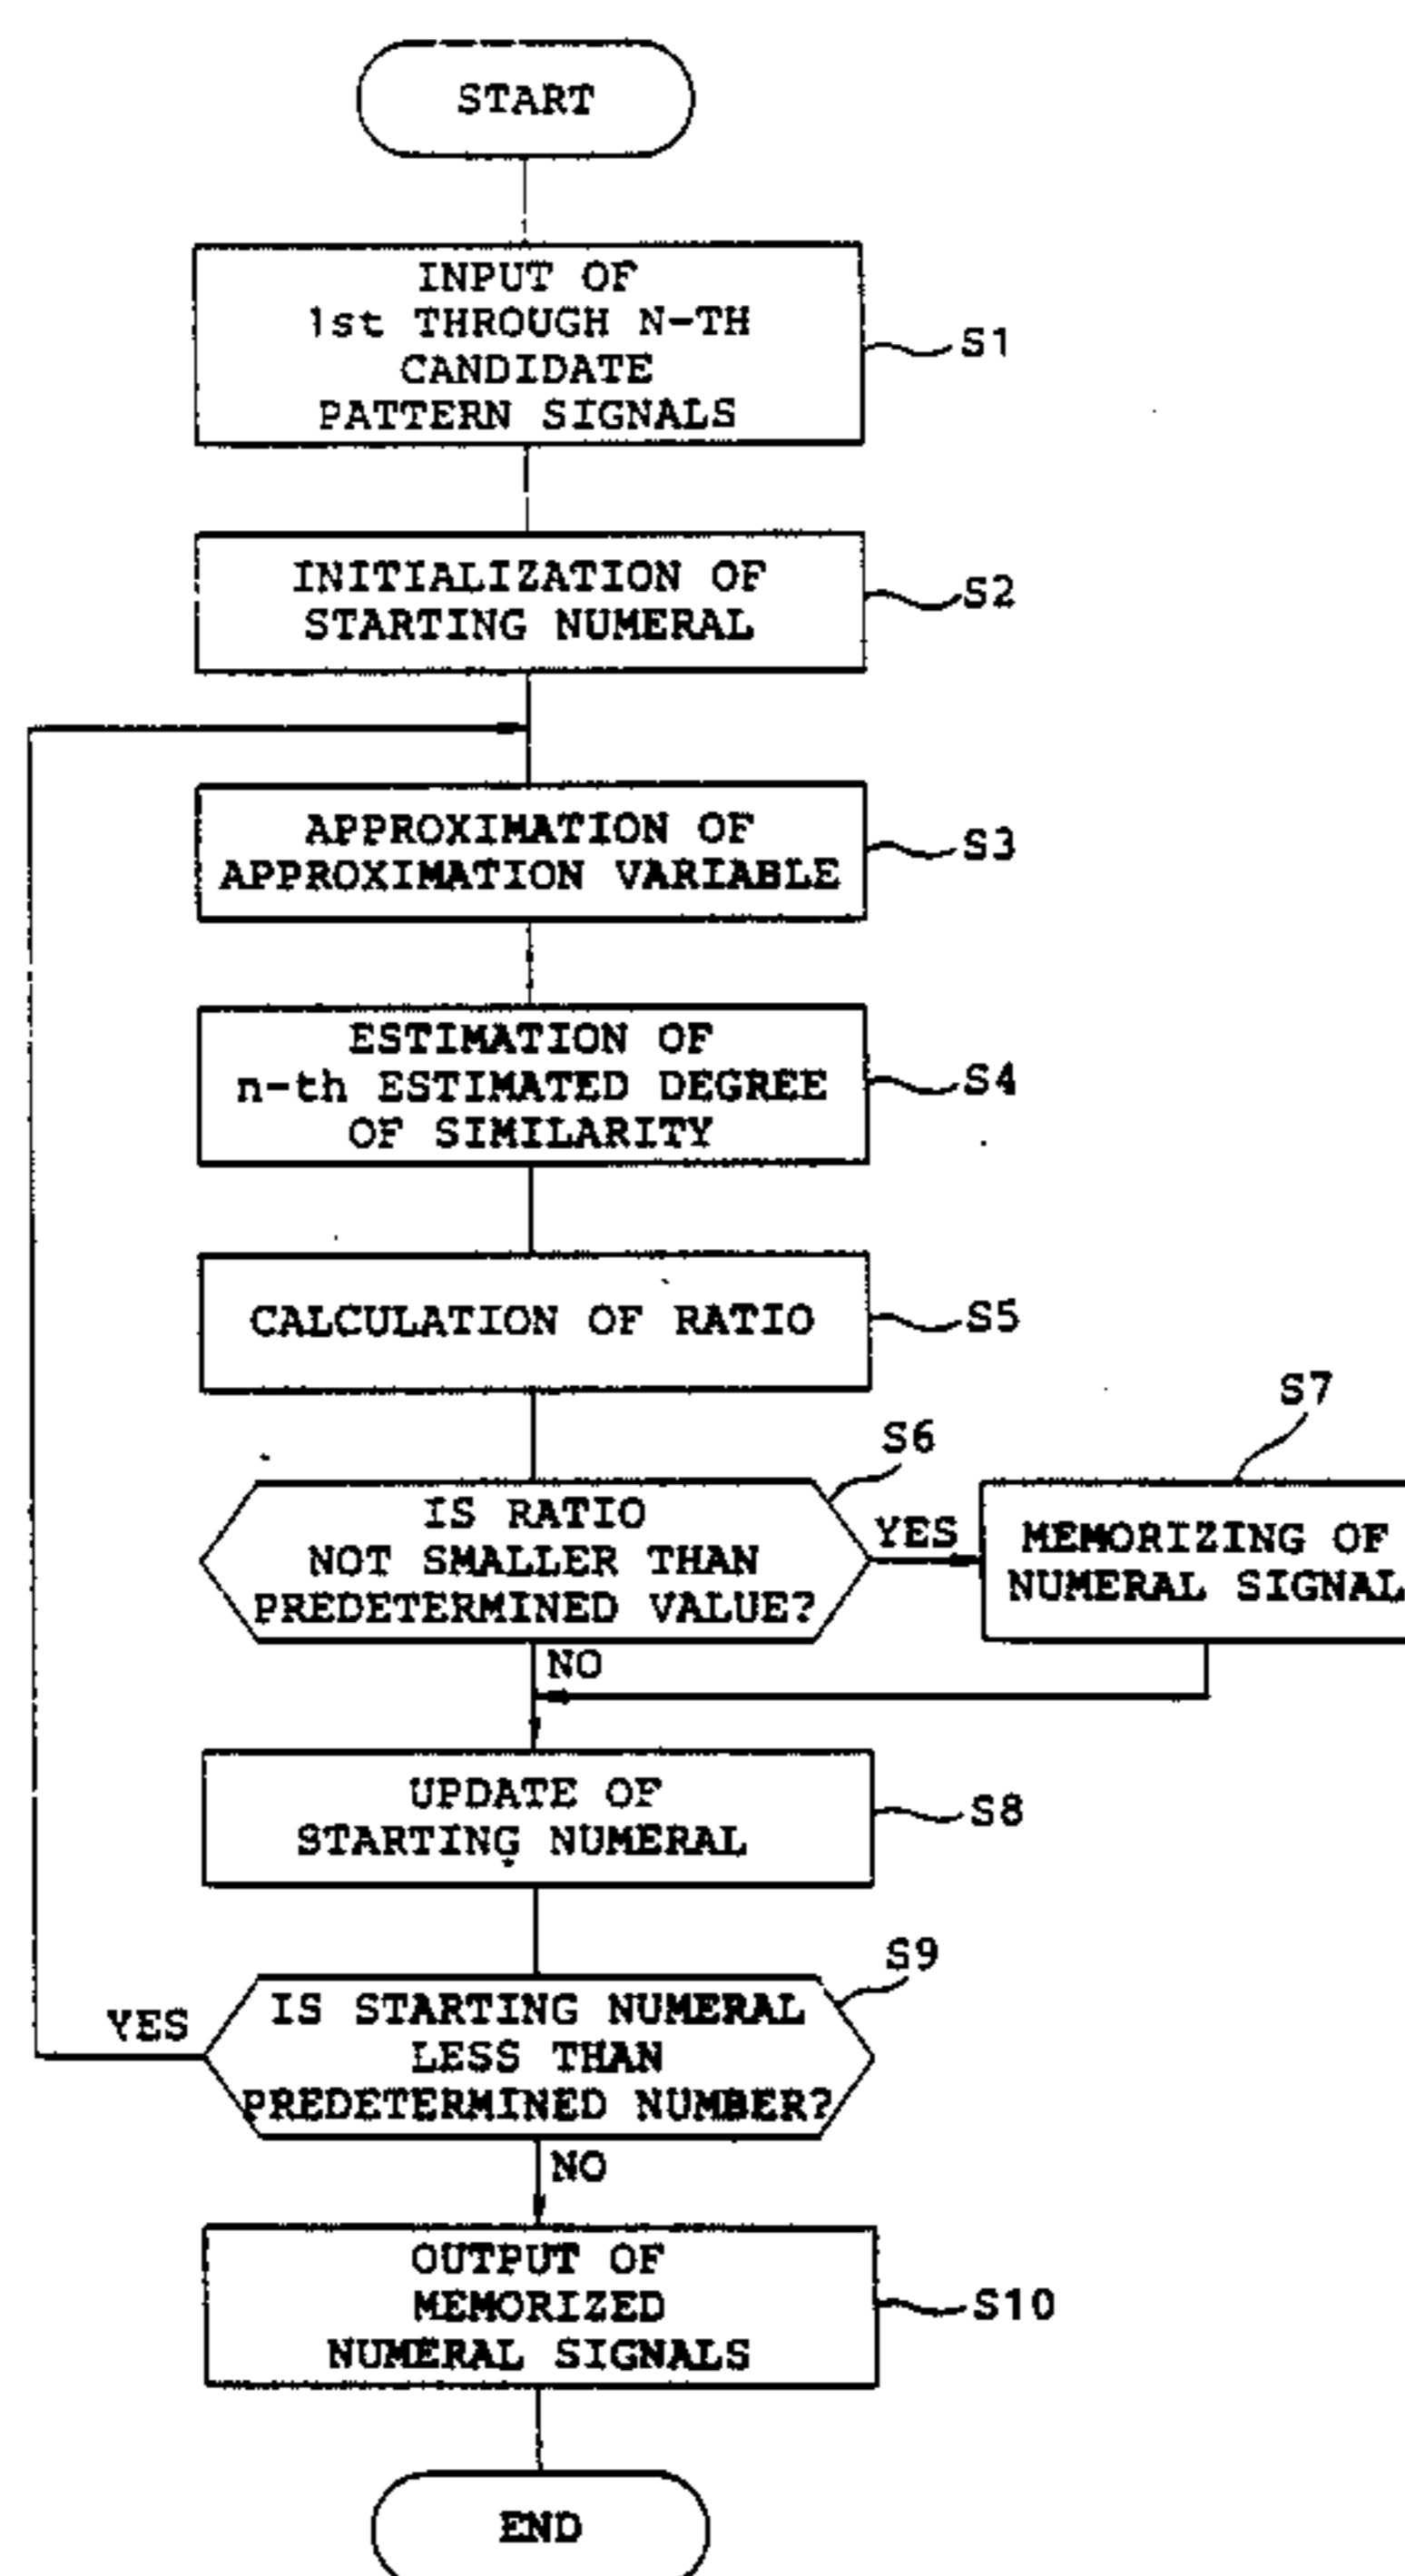 START
INPUT OF
1st THROUGH N-TH
CANDIDATE
PATTERN SIGNALS
S1
INITIALIZATION OF
STARTING NUMERAL
S2
APPROXIMATION OF
APPROXIMATION VARIABLE
S3
ESTIMATION OF
n-th ESTIMATED DEGREE
OF SIMILARITY
S4
CALCULATION OF RATIO
S5
S6
IS RATIO
NOT SMALLER THAN
PREDETERMINED VALUE?
YES
S7
MEMORIZING OF
NUMERAL SIGNAL
NO
UPDATE OF
STARTING NUMERAL
S8
S9
IS STARTING NUMERAL
LESS THAN
PREDETERMINED NUMBER?
YES
NO
OUTPUT OF
MEMORIZED
NUMERAL SIGNALS
S10
END